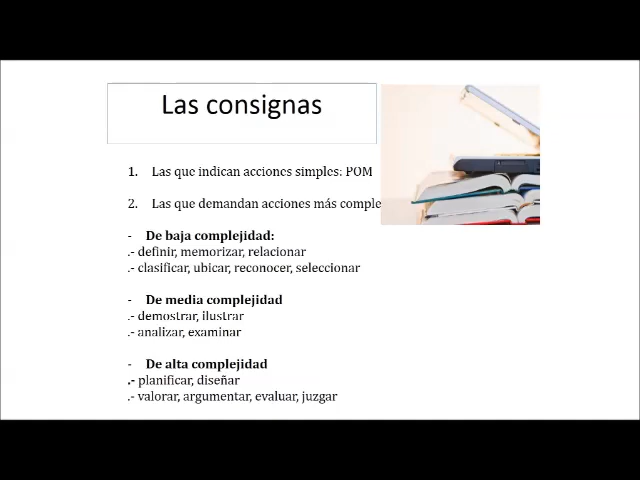 Las consignas
1. Las que indican acciones simples: POM
2. Las que demandan acciones más comple
- De baja complejidad:
.- definir, memorizar, relacionar
.- clasificar, ubicar, reconocer, seleccionar
- De media complejidad
.- demostrar, ilustrar
.- analizar, examinar
- De alta complejidad
.- planificar, diseñar
.- valorar, argumentar, evaluar, juzgar